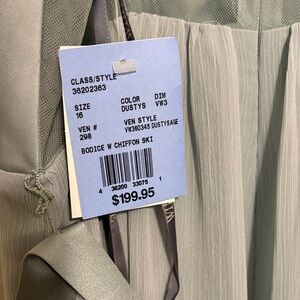 CLASS/STYLE
36202363
SIZE COLOR DIM
16 DUSTYS VW3
VEN # VEN STYLE
298 VW360345 DUSTYSAGE
BODICE W CHIFFON SKI
4 36200 33075 1
$199.95